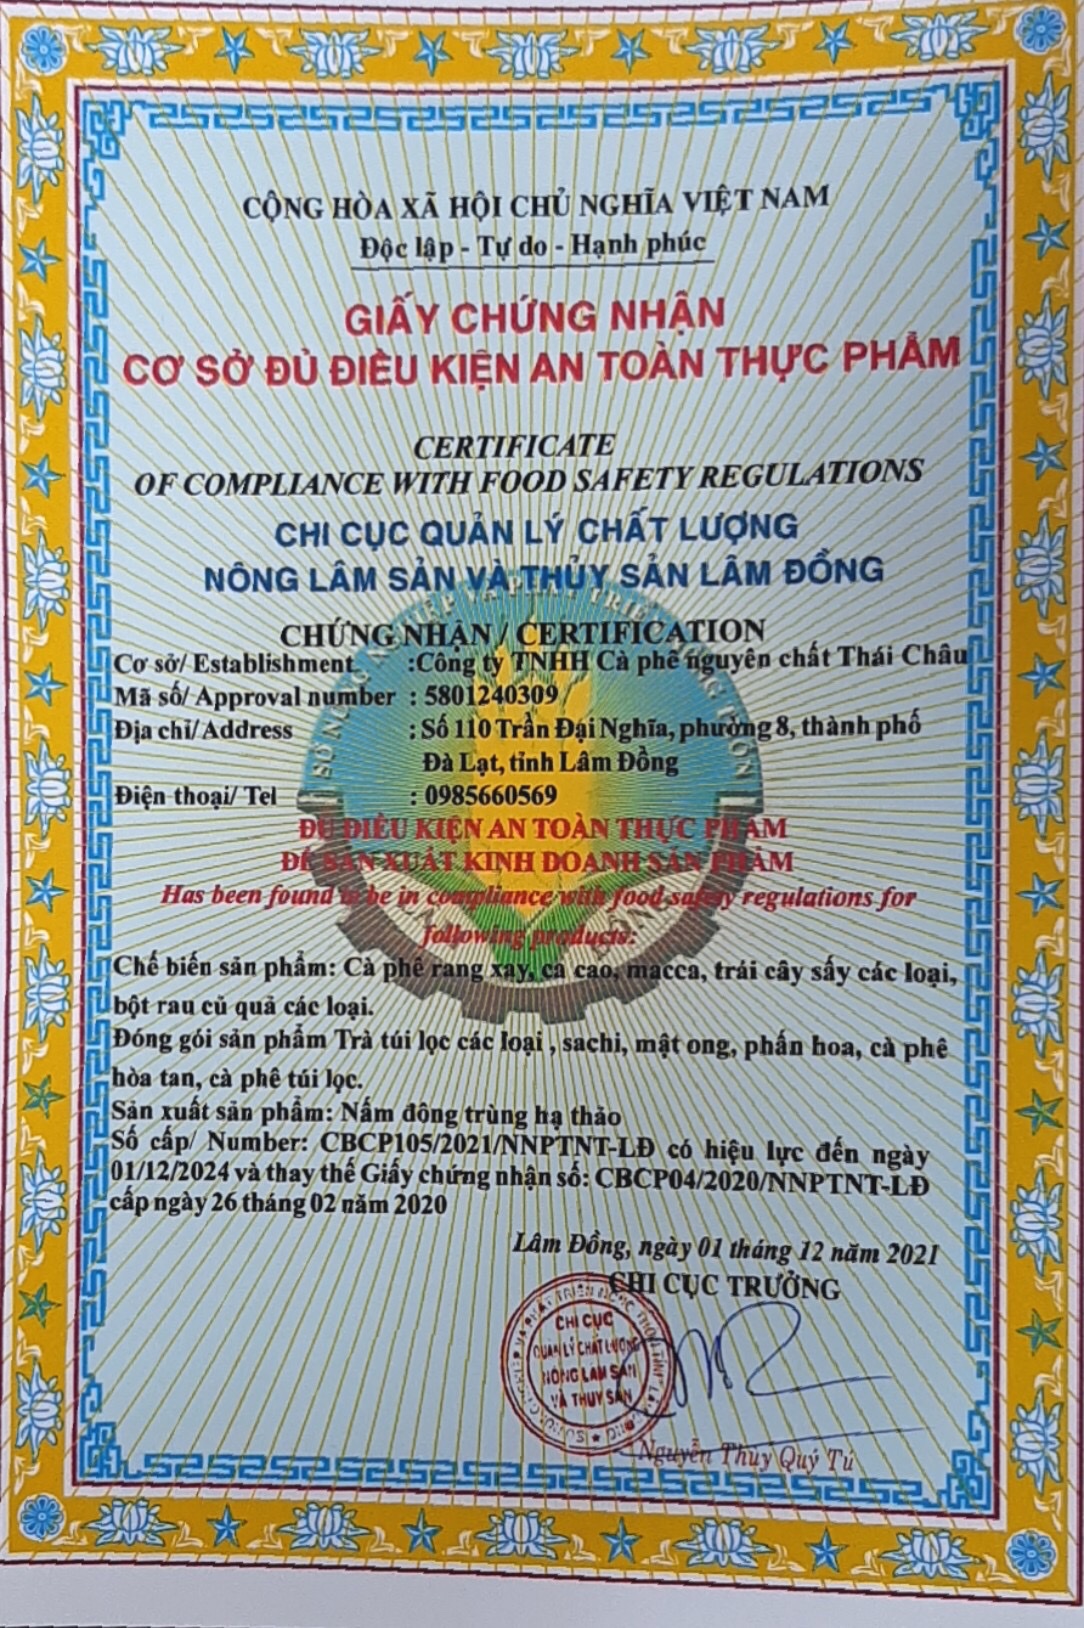 CỘNG HÒA XÃ HỘI CHỦ NGHĨA VIỆT NAM
Độc lập - Tự do - Hạnh phúc
GIẤY CHỨNG NHẬN
CƠ SỞ ĐỦ ĐIỀU KIỆN AN TOÀN THỰC PHẨM
CERTIFICATE
OF COMPLIANCE WITH FOOD SAFETY REGULATIONS
CHI CỤC QUẢN LÝ CHẤT LƯỢNG
NÔNG LÂM SẢN VÀ THỦY SẢN LÂM ĐỒNG
CHỨNG NHẬN / CERTIFICATION
Cơ sở/ Establishment :Công ty TNHH Cà phê nguyên chất Thái Châu
Mã số/ Approval number : 5801240309
Địa chỉ/ Address : Số 110 Trần Đại Nghĩa, phường 8, thành phố
Đà Lạt, tỉnh Lâm Đồng
Điện thoại/ Tel : 0985660569
ĐỦ ĐIỀU KIỆN AN TOÀN THỰC PHẨM
ĐỂ SẢN XUẤT KINH DOANH SẢN PHẨM
Has been found to be in compliance with food safety regulations for
following products:
Chế biến sản phẩm: Cà phê rang xay, ca cao, macca, trái cây sấy các loại,
bột rau củ quả các loại.
Đóng gói sản phẩm Trà túi lọc các loại , sachi, mật ong, phấn hoa, cà phê
hòa tan, cà phê túi lọc.
Sản xuất sản phẩm: Nấm đông trùng hạ thảo
Số cấp/ Number: CBCP105/2021/NNPTNT-LĐ có hiệu lực đến ngày
01/12/2024 và thay thế Giấy chứng nhận số: CBCP04/2020/NNPTNT-LĐ
cấp ngày 26 tháng 02 năm 2020
Lâm Đồng, ngày 01 tháng 12 năm 2021
CHI CỤC TRƯỞNG
CHI CỤC
QUẢN LÝ CHẤT LƯỢNG
NÔNG LÂM SẢN
VÀ THỦY SẢN
Nguyễn Thùy Quý Tú